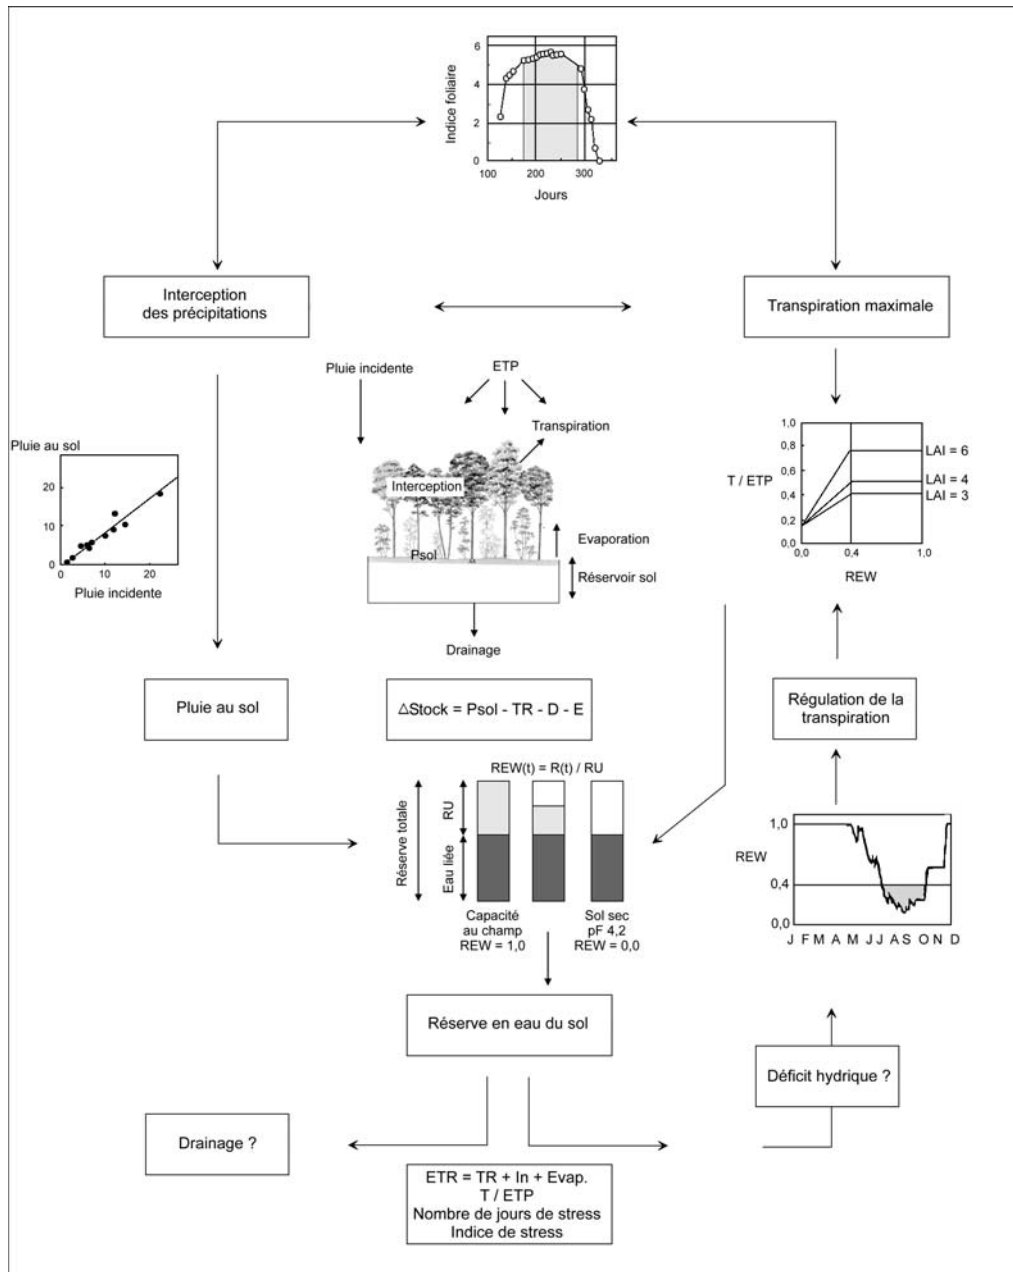 6
4
2
0
Indice foliaire
100 200 300
Jours
Interception
des précipitations
Transpiration maximale
Pluie incidente
ETP
Transpiration
Interception
Psol
Evaporation
Réservoir sol
Drainage
Pluie au sol
20
10
0
0 10 20
Pluie incidente
1,0
0,8
0,6
0,4
0,2
T / ETP
LAI = 6
LAI = 4
LAI = 3
0,0 0,4 1,0
REW
Pluie au sol
ΔStock = Psol - TR - D - E
Régulation de la
transpiration
REW(t) = R(t) / RU
Réserve totale
RU
Eau liée
Capacité
au champ
REW = 1,0
Sol sec
pF 4,2
REW = 0,0
1,0
REW
0,4
0,0
J F M A M J J A S O N D
Réserve en eau du sol
Déficit hydrique ?
Drainage ?
ETR = TR + In + Evap.
T / ETP
Nombre de jours de stress
Indice de stress